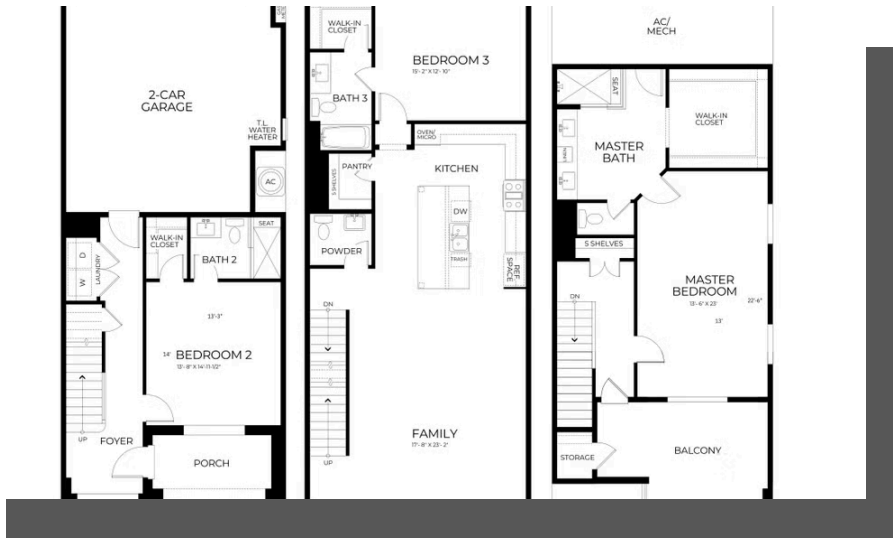 2-CAR
GARAGE
T.L.
WATER
HEATER
AC
WALK-IN
CLOSET
BATH 2
SEAT
D
W
LAUNDRY
13'-3"
14'
BEDROOM 2
13'- 8" X 14'-11-1/2"
UP
FOYER
PORCH
WALK-IN
CLOSET
BEDROOM 3
15'- 2" X 12'- 10"
BATH 3
OVEN/
MICRO
PANTRY
5 SHELVES
KITCHEN
DW
TRASH
REF.
SPACE
POWDER
DN
UP
FAMILY
17'- 8" X 23'- 2"
AC/
MECH
SEAT
WALK-IN
CLOSET
MASTER
BATH
5 SHELVES
MASTER
BEDROOM
13'- 6" X 23'
22'-6"
13'
DN
STORAGE
BALCONY